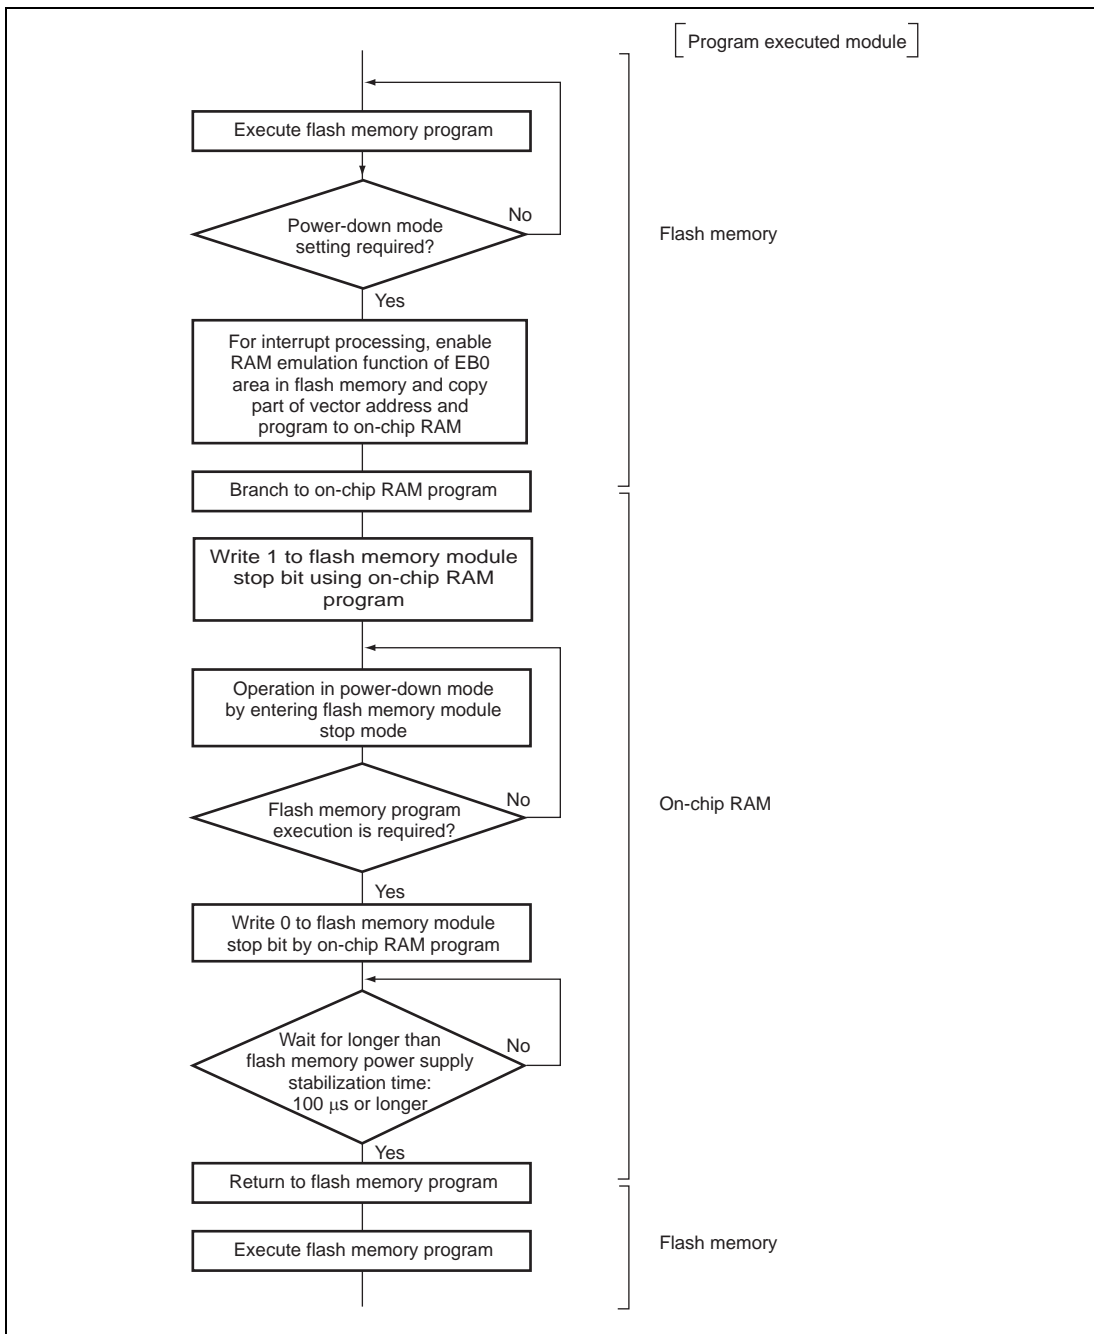 Program executed module
Execute flash memory program
No
Power-down mode
setting required?
Flash memory
Yes
For interrupt processing, enable
RAM emulation function of EB0
area in flash memory and copy
part of vector address and
program to on-chip RAM
Branch to on-chip RAM program
Write 1 to flash memory module
stop bit using on-chip RAM
program
Operation in power-down mode
by entering flash memory module
stop mode
No
Flash memory program
execution is required?
On-chip RAM
Yes
Write 0 to flash memory module
stop bit by on-chip RAM program
Wait for longer than
flash memory power supply
stabilization time:
100 μs or longer
No
Yes
Return to flash memory program
Execute flash memory program
Flash memory